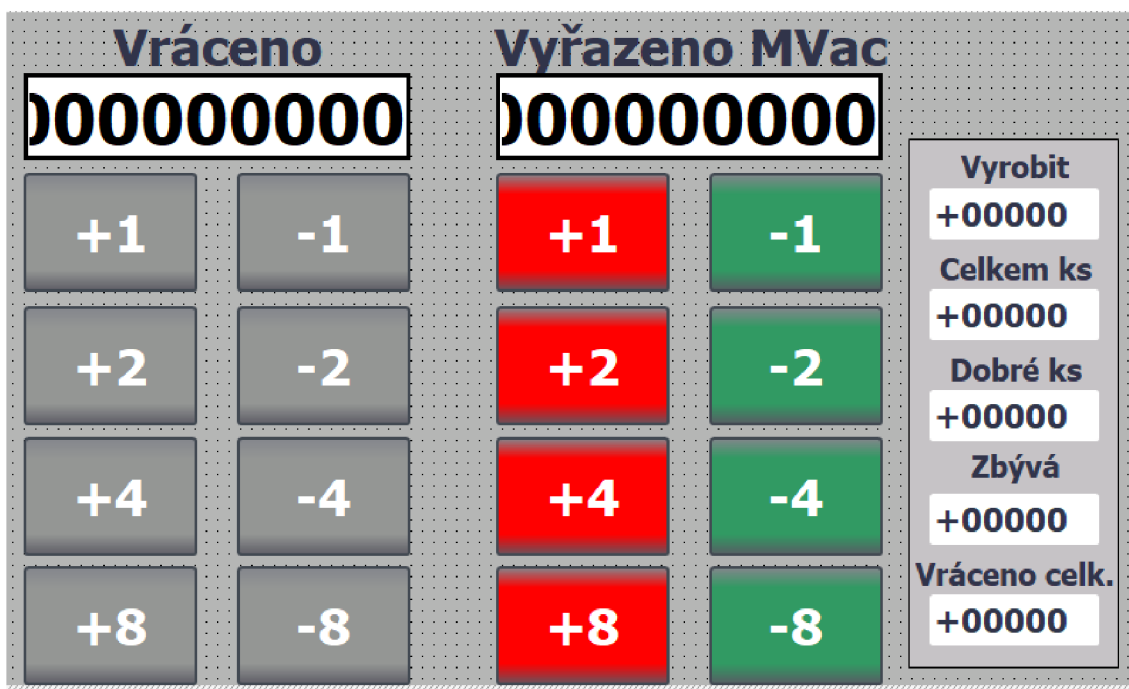 Vráceno
000000000
+1 -1
+2 -2
+4 -4
+8 -8
Vyřazeno MVac
000000000
+1 -1
+2 -2
+4 -4
+8 -8
Vyrobit
+00000
Celkem ks
+00000
Dobré ks
+00000
Zbývá
+00000
Vráceno celk.
+00000